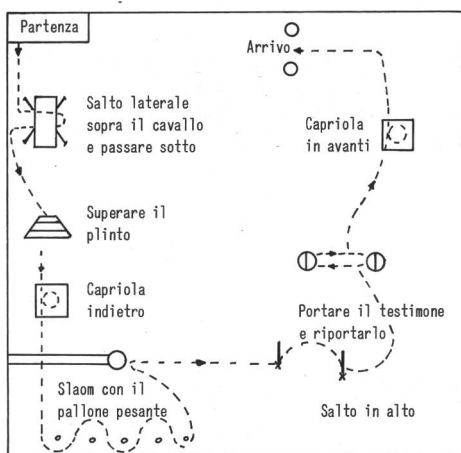 Partenza
Arrivo
Salto laterale
sopra il cavallo
e passare sotto
Capriola
in avanti
Superare il
plinto
Capriola
indietro
Portare il testimone
e riportarlo
Slaom con il
pallone pesante
Salto in alto